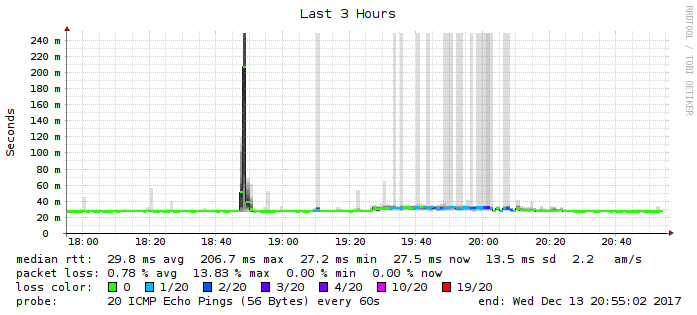 Last 3 Hours
RRDTOOL / TOBI OETIKER
Seconds
240 m
220 m
200 m
180 m
160 m
140 m
120 m
100 m
80 m
60 m
40 m
20 m
0
18:00 18:20 18:40 19:00 19:20 19:40 20:00 20:20 20:40
median rtt: 29.8 ms avg 206.7 ms max 27.2 ms min 27.5 ms now 13.5 ms sd 2.2 am/s
packet loss: 0.78 % avg 13.83 % max 0.00 % min 0.00 % now
loss color: 0 1/20 2/20 3/20 4/20 10/20 19/20
probe: 20 ICMP Echo Pings (56 Bytes) every 60s end: Wed Dec 13 20:55:02 2017